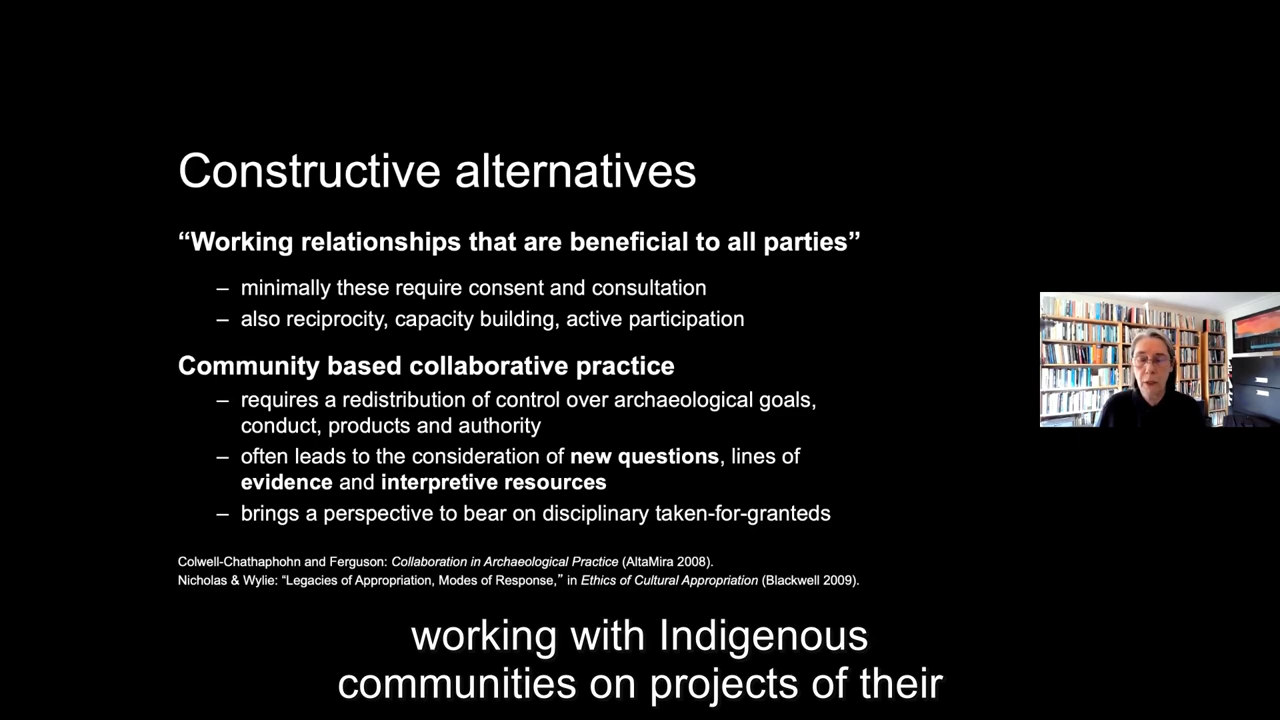 Constructive alternatives
“Working relationships that are beneficial to all parties”
– minimally these require consent and consultation
– also reciprocity, capacity building, active participation
Community based collaborative practice
– requires a redistribution of control over archaeological goals,
conduct, products and authority
– often leads to the consideration of new questions, lines of
evidence and interpretive resources
– brings a perspective to bear on disciplinary taken-for-granteds
Colwell-Chathaphohn and Ferguson: Collaboration in Archaeological Practice (AltaMira 2008).
Nicholas & Wylie: “Legacies of Appropriation, Modes of Response,” in Ethics of Cultural Appropriation (Blackwell 2009).
working with Indigenous
communities on projects of their